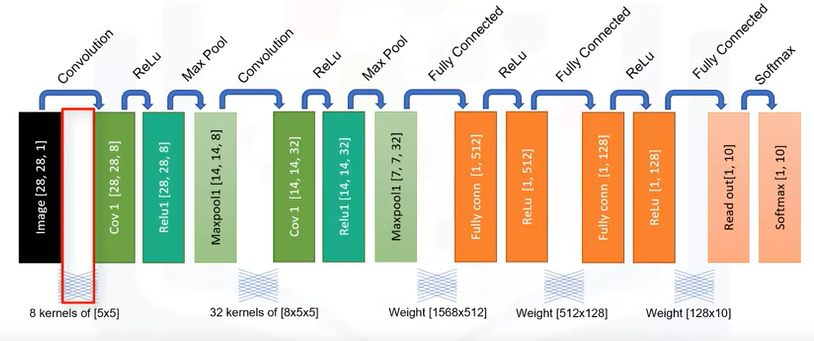 Convolution
ReLu
Max Pool
Convolution
ReLu
Max Pool
Fully Connected
ReLu
Fully Connected
ReLu
Fully Connected
Softmax
Image [28, 28, 1]
Cov 1 [28, 28, 8]
Relu1 [28, 28, 8]
Maxpool1 [14, 14, 8]
Cov 1 [14, 14, 32]
Relu1 [14, 14, 32]
Maxpool1 [7, 7, 32]
Fully conn [1, 512]
ReLu [1, 512]
Fully conn [1, 128]
ReLu [1, 128]
Read out[1, 10]
Softmax [1, 10]
8 kernels of [5x5]
32 kernels of [8x5x5]
Weight [1568x512]
Weight [512x128]
Weight [128x10]